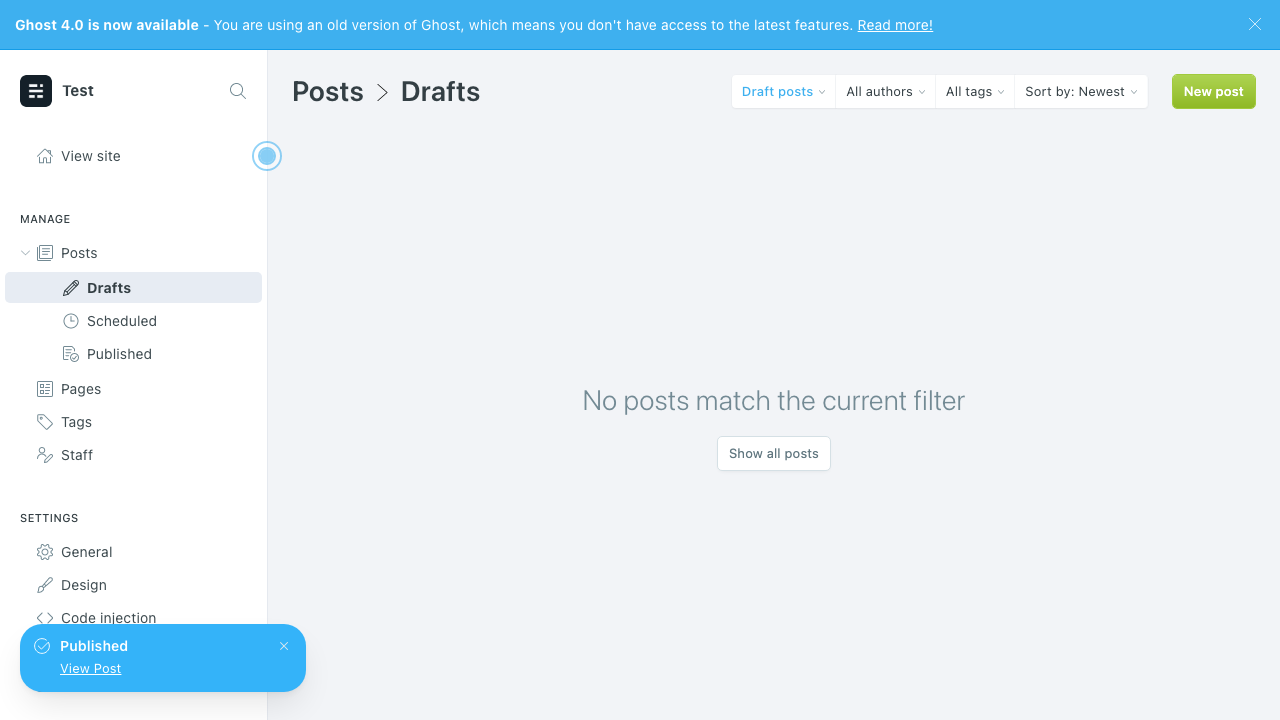 Ghost 4.0 is now available - You are using an old version of Ghost, which means you don't have access to the latest features. Read more!
Test
View site
MANAGE
Posts
Drafts
Scheduled
Published
Pages
Tags
Staff
SETTINGS
General
Design
Code injection
Published
View Post
Posts > Drafts
Draft posts
All authors
All tags
Sort by: Newest
New post
No posts match the current filter
Show all posts